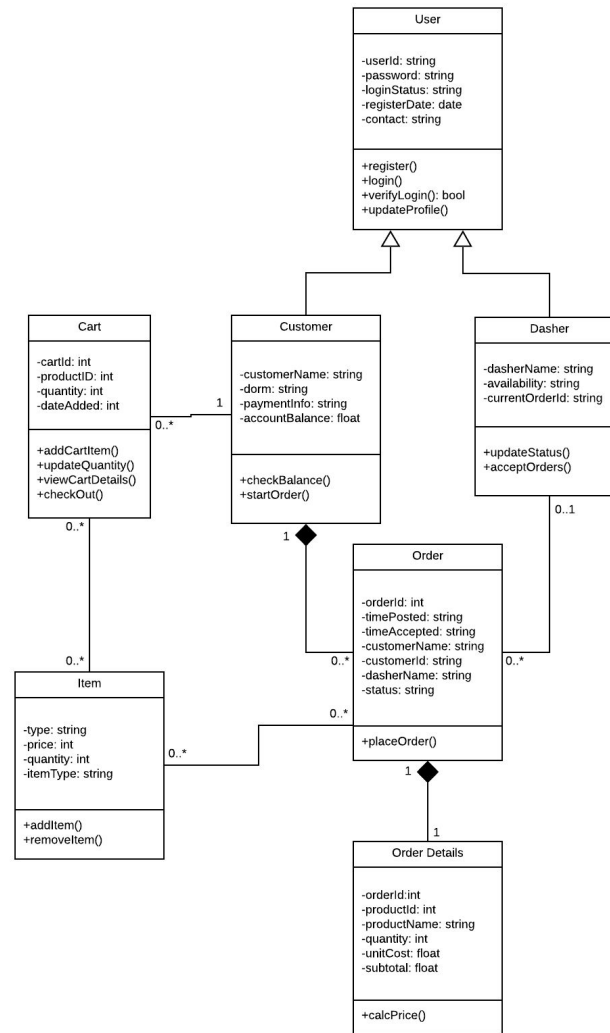 User
-userId: string
-password: string
-loginStatus: string
-registerDate: date
-contact: string
+register()
+login()
+verifyLogin(): bool
+updateProfile()
Cart
-cartId: int
-productID: int
-quantity: int
-dateAdded: int
+addCartItem()
+updateQuantity()
+viewCartDetails()
+checkOut()
0..*
1
0..*
Customer
-customerName: string
-dorm: string
-paymentInfo: string
-accountBalance: float
+checkBalance()
+startOrder()
1
Dasher
-dasherName: string
-availability: string
-currentOrderId: string
+updateStatus()
+acceptOrders()
0..1
Order
-orderId: int
-timePosted: string
-timeAccepted: string
-customerName: string
-customerId: string
-dasherName: string
-status: string
+placeOrder()
0..*
0..*
0..*
1
0..*
Item
-type: string
-price: int
-quantity: int
-itemType: string
+addItem()
+removeItem()
0..*
1
Order Details
-orderId:int
-productId: int
-productName: string
-quantity: int
-unitCost: float
-subtotal: float
+calcPrice()